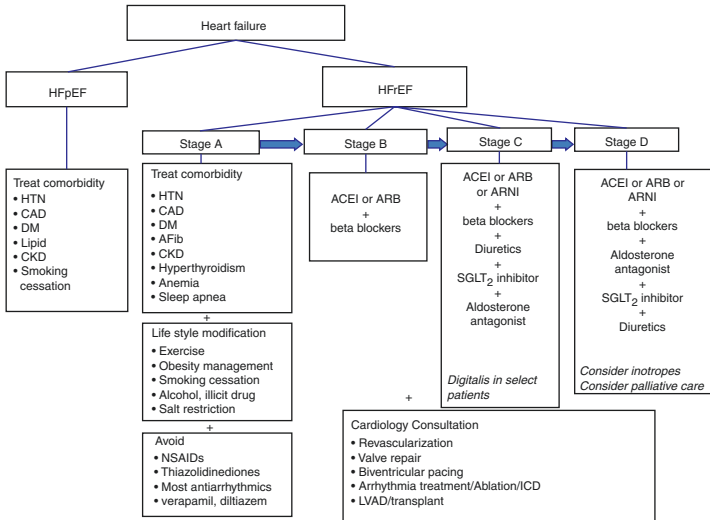 Heart failure
HFpEF
HFrEF
Stage A
Stage B
Stage C
Stage D
Treat comorbidity
• HTN
• CAD
• DM
• Lipid
• CKD
• Smoking
cessation
Treat comorbidity
• HTN
• CAD
• DM
• AFib
• CKD
• Hyperthyroidism
• Anemia
• Sleep apnea
+
Life style modification
• Exercise
• Obesity management
• Smoking cessation
• Alcohol, illicit drug
• Salt restriction
+
Avoid
• NSAIDs
• Thiazolidinediones
• Most antiarrhythmics
• verapamil, diltiazem
ACEI or ARB
+
beta blockers
ACEI or ARB
or ARNI
+
beta blockers
+
Diuretics
+
SGLT2 inhibitor
+
Aldosterone
antagonist
Digitalis in select
patients
ACEI or ARB or
ARNI
+
beta blockers
+
Aldosterone
antagonist
+
SGLT2 inhibitor
+
Diuretics
Consider inotropes
Consider palliative care
+
Cardiology Consultation
• Revascularization
• Valve repair
• Biventricular pacing
• Arrhythmia treatment/Ablation/ICD
• LVAD/transplant